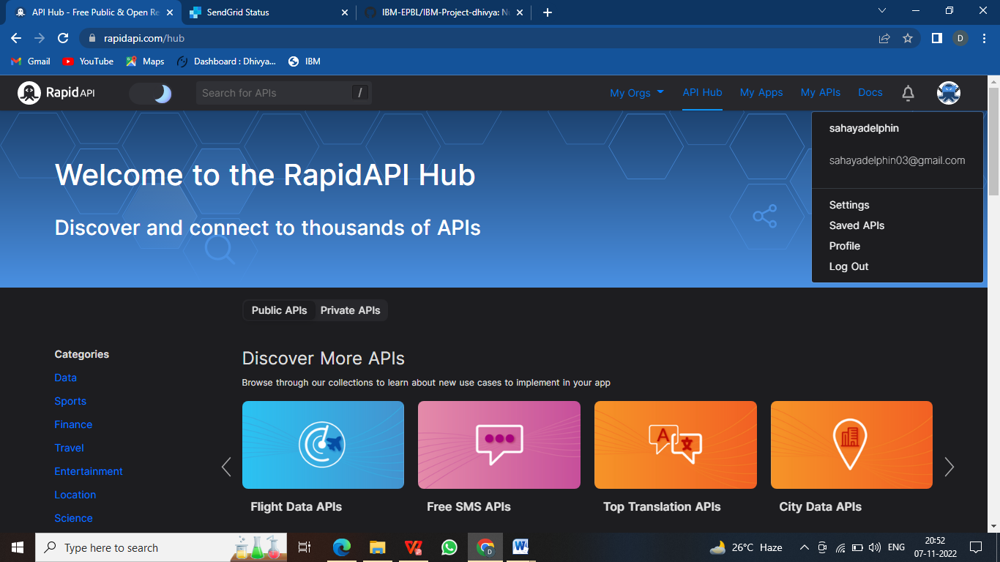 API Hub - Free Public & Open Re
SendGrid Status
IBM-EPBL/IBM-Project-dhivya: Nu
rapidapi.com/hub
D
Gmail
YouTube
Maps
Dashboard : Dhivya...
IBM
Rapid API
Search for APIs
/
My Orgs
API Hub
My Apps
My APIs
Docs
sahayadelphin
sahayadelphin03@gmail.com
Settings
Saved APIs
Profile
Log Out
Welcome to the RapidAPI Hub
Discover and connect to thousands of APIs
Public APIs
Private APIs
Categories
Data
Sports
Finance
Travel
Entertainment
Location
Science
Discover More APIs
Browse through our collections to learn about new use cases to implement in your app
A
文
Flight Data APIs
Free SMS APIs
Top Translation APIs
City Data APIs
Type here to search
D
W
26°C Haze
ENG
20:52
07-11-2022